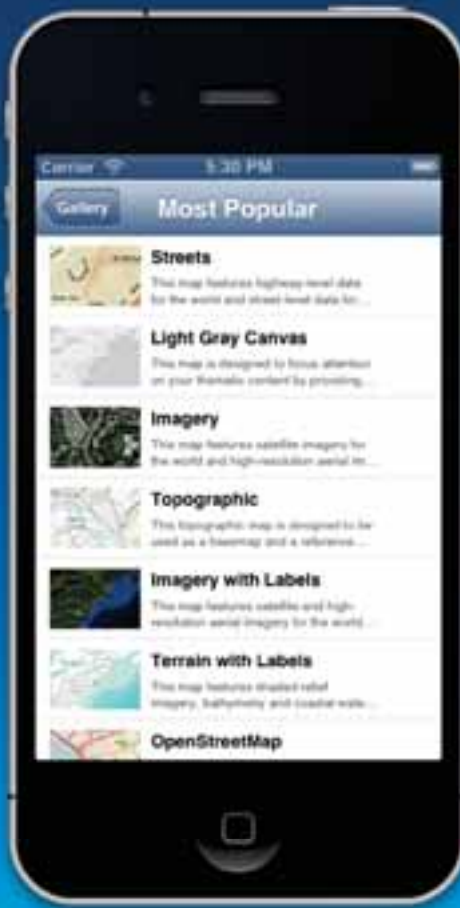 Carrier 5:30 PM
Gallery Most Popular
Streets
This map features highway-level data
for the world and street-level data for...
Light Gray Canvas
This map is designed to focus attention
on your thematic content by providing...
Imagery
This map features satellite imagery for
the world and high-resolution aerial im...
Topographic
This topographic map is designed to be
used as a basemap and a reference...
Imagery with Labels
This map features satellite and high-
resolution aerial imagery for the world...
Terrain with Labels
This map features shaded relief
imagery, bathymetry and coastal wate...
OpenStreetMap